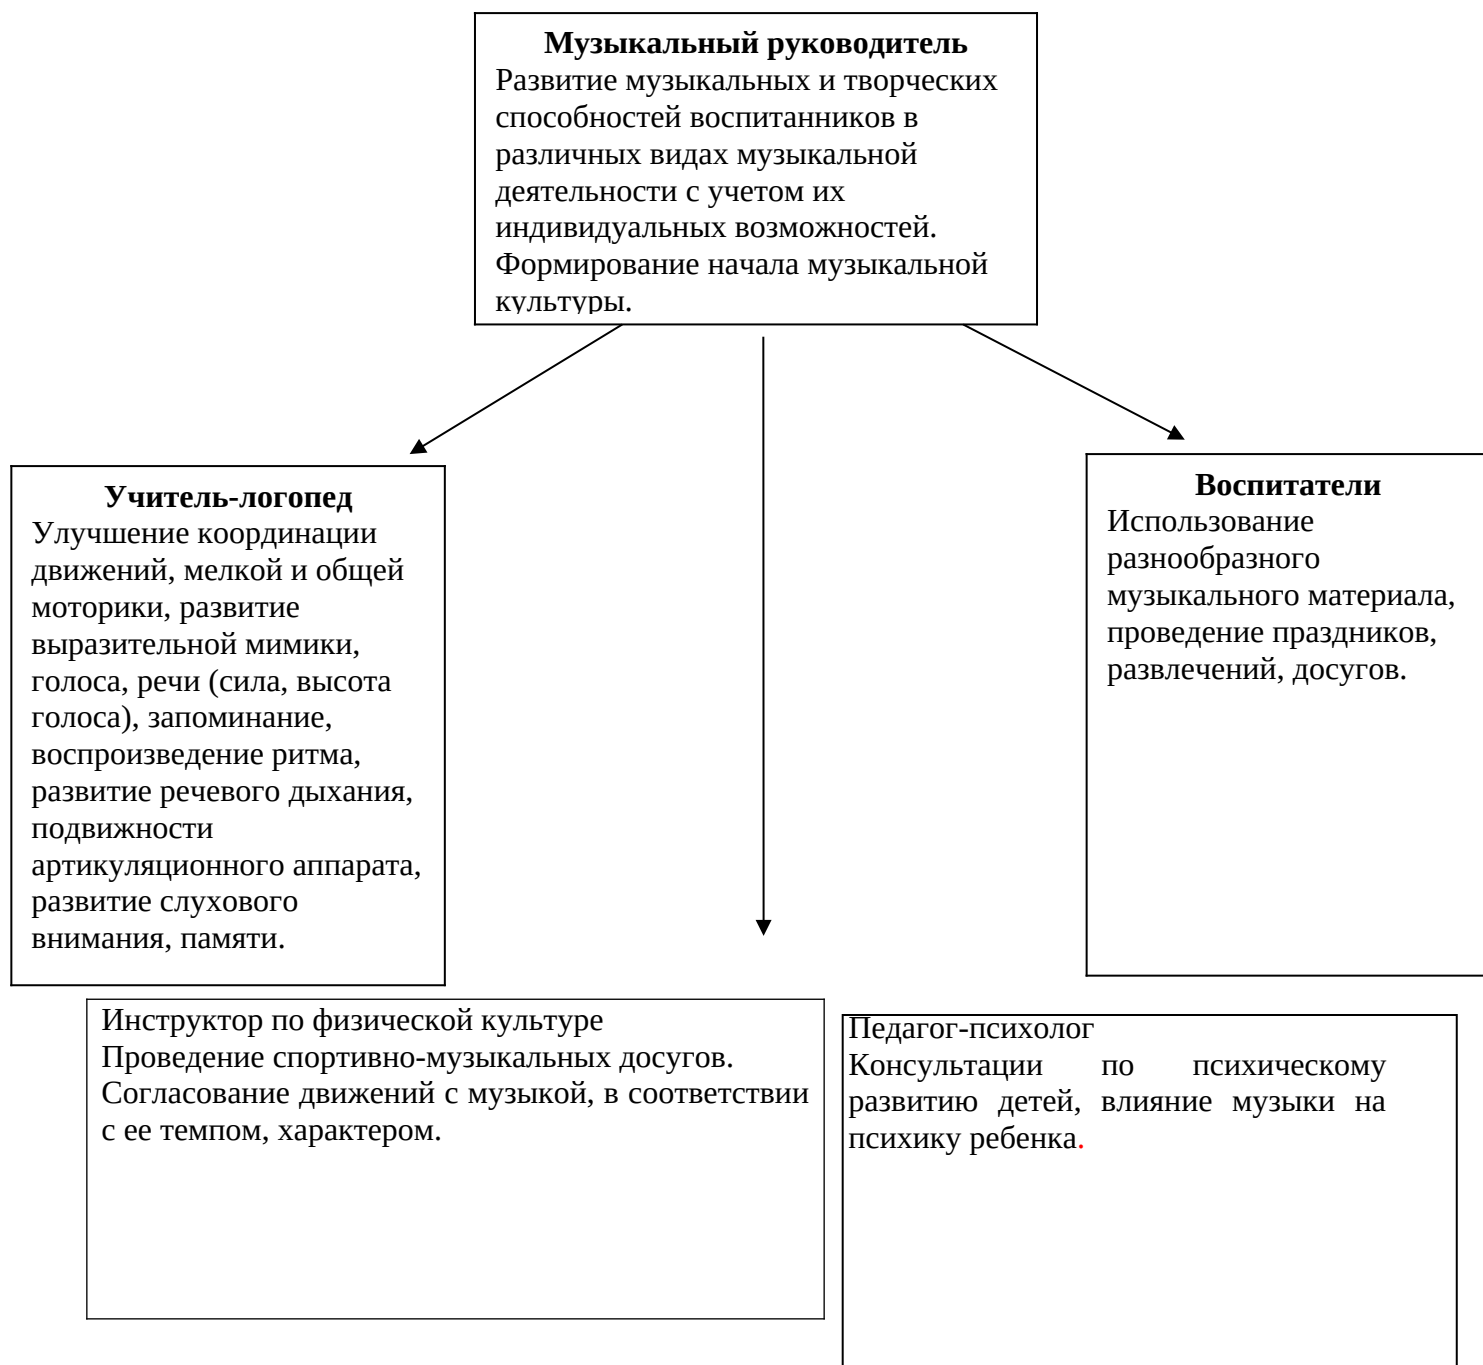 Музыкальный руководитель
Развитие музыкальных и творческих
способностей воспитанников в
различных видах музыкальной
деятельности с учетом их
индивидуальных возможностей.
Формирование начала музыкальной
культуры.
Учитель-логопед
Улучшение координации
движений, мелкой и общей
моторики, развитие
выразительной мимики,
голоса, речи (сила, высота
голоса), запоминание,
воспроизведение ритма,
развитие речевого дыхания,
подвижности
артикуляционного аппарата,
развитие слухового
внимания, памяти.
Воспитатели
Использование
разнообразного
музыкального материала,
проведение праздников,
развлечений, досугов.
Инструктор по физической культуре
Проведение спортивно-музыкальных досугов.
Согласование движений с музыкой, в соответствии
с ее темпом, характером.
Педагог-психолог
Консультации по психическому
развитию детей, влияние музыки на
психику ребенка.